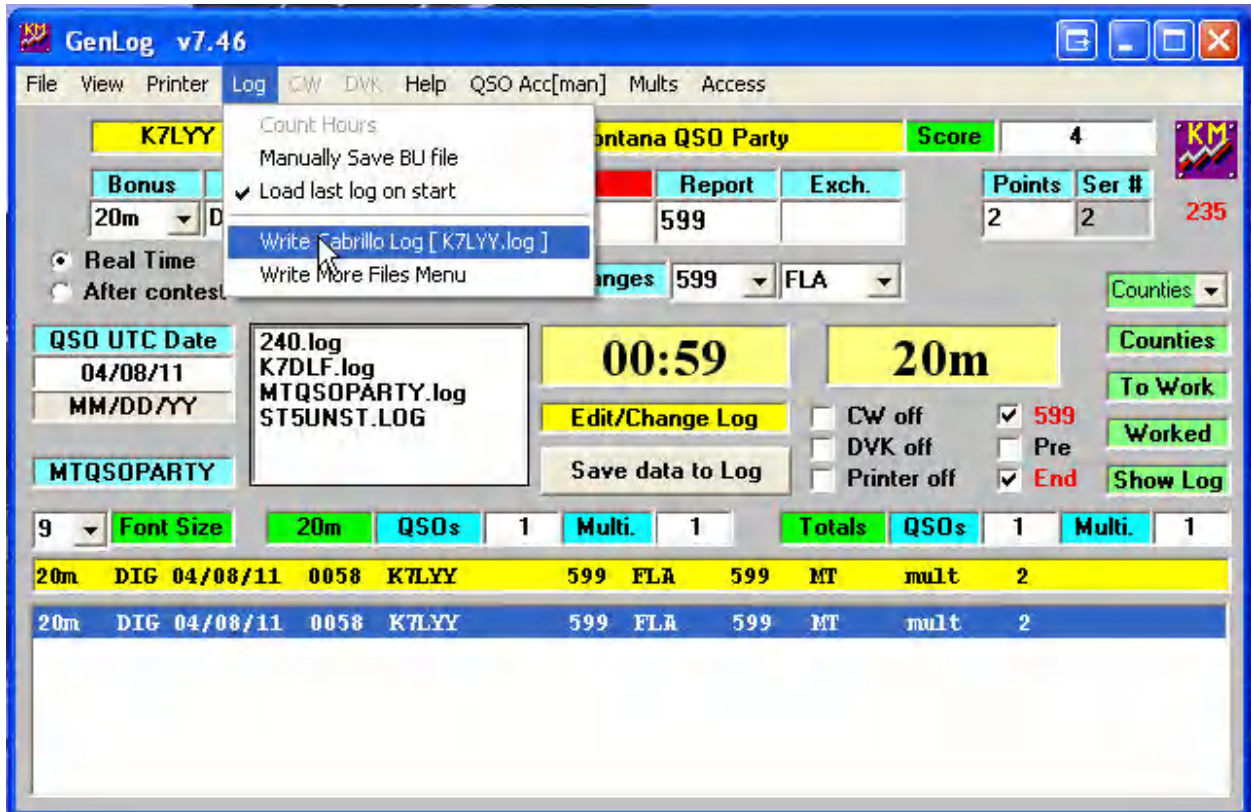 GenLog v7.46
File View Printer Log CW DVK Help QSO Acc[man] Mults Access
Count Hours
Manually Save BU file
Load last log on start
Write Cabrillo Log [ K7LYY.log ]
Write More Files Menu
K7LYY ontana QSO Party Score 4 KM
Bonus Report Exch. Points Ser #
20m D 599 2 2 235
Real Time
After contest anges 599 FLA Counties
QSO UTC Date 240.log 00:59 20m Counties
04/08/11 K7DLF.log To Work
MM/DD/YY MTQSOPARTY.log Edit/Change Log CW off 599 Worked
ST5UNST.LOG DVK off Pre
MTQSOPARTY Save data to Log Printer off End Show Log
9 Font Size 20m QSOs 1 Multi. 1 Totals QSOs 1 Multi. 1
20m DIG 04/08/11 0058 K7LYY 599 FLA 599 MT mult 2
20m DIG 04/08/11 0058 K7LYY 599 FLA 599 MT mult 2